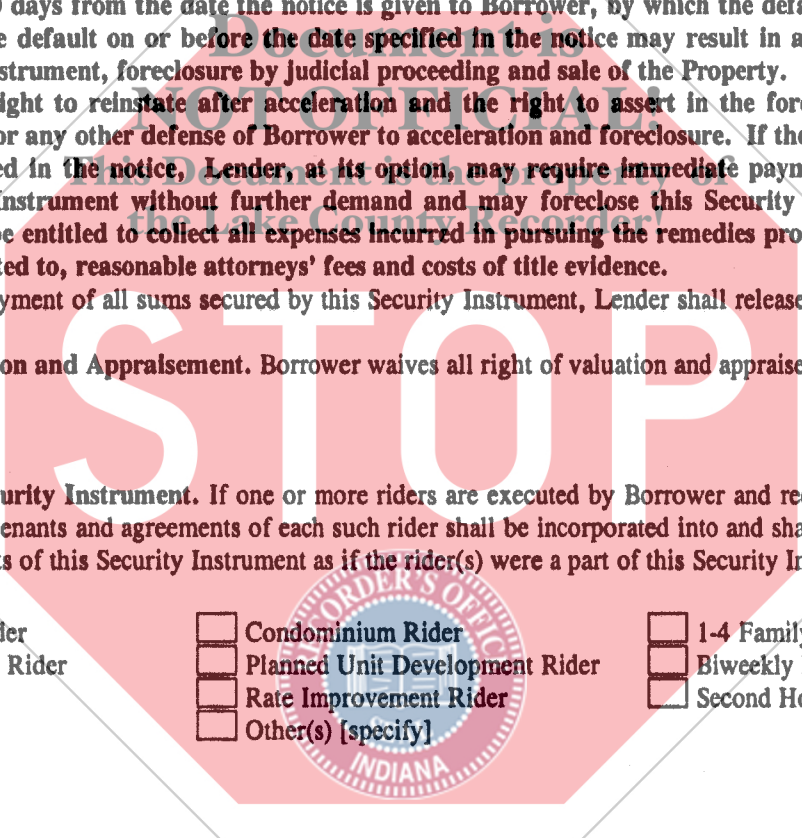 days from the date the notice is given to Borrower, by which the defa
e default on or before the date specified in the notice may result in a
strument, foreclosure by judicial proceeding and sale of the Property.
ight to reinstate after acceleration and the right to assert in the fore
or any other defense of Borrower to acceleration and foreclosure. If the
ed in the notice, Lender, at its option, may require immediate paym
Instrument without further demand and may foreclose this Security
be entitled to collect all expenses incurred in pursuing the remedies pro
ted to, reasonable attorneys' fees and costs of title evidence.
yment of all sums secured by this Security Instrument, Lender shall release
on and Appraisement. Borrower waives all right of valuation and appraise
urity Instrument. If one or more riders are executed by Borrower and re
enants and agreements of each such rider shall be incorporated into and sha
ts of this Security Instrument as if the rider(s) were a part of this Security In
der
Condominium Rider
1-4 Family
Rider
Planned Unit Development Rider
Biweekly
Rate Improvement Rider
Second Ho
Other(s) [specify]
Document is
NOT OFFICIAL!
This Document is the property of
the Lake County Recorder!
STOP
RECORDER'S OFFICE
INDIANA